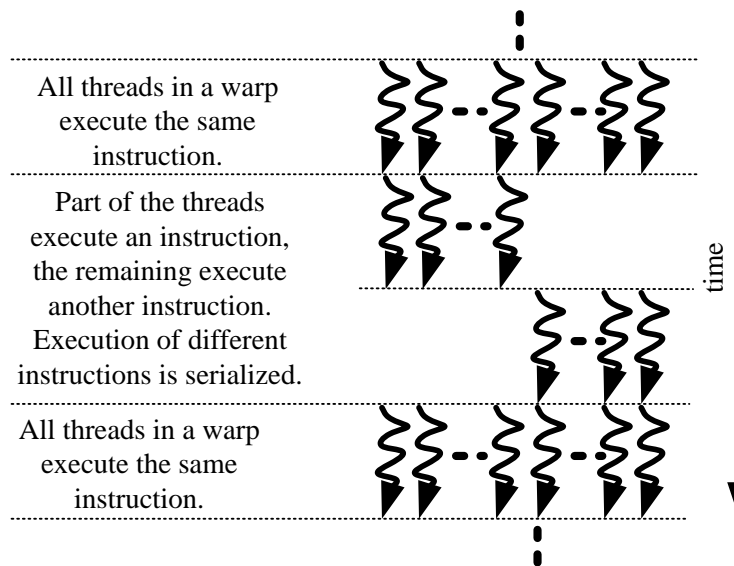 All threads in a warp
execute the same
instruction.
Part of the threads
execute an instruction,
the remaining execute
another instruction.
Execution of different
instructions is serialized.
time
All threads in a warp
execute the same
instruction.